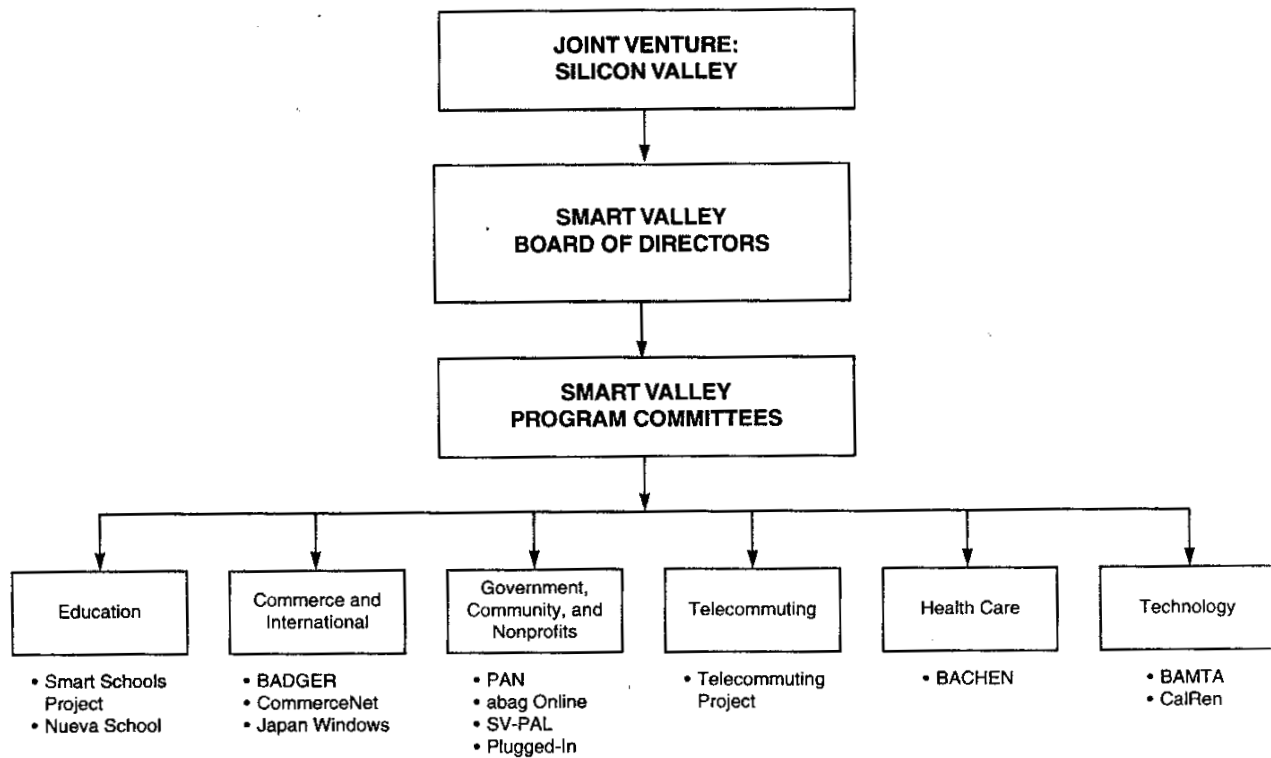 JOINT VENTURE:
SILICON VALLEY
SMART VALLEY
BOARD OF DIRECTORS
SMART VALLEY
PROGRAM COMMITTEES
Education
• Smart Schools
Project
• Nueva School
Commerce and
International
• BADGER
• CommerceNet
• Japan Windows
Government,
Community, and
Nonprofits
• PAN
• abag Online
• SV-PAL
• Plugged-In
Telecommuting
• Telecommuting
Project
Health Care
• BACHEN
Technology
• BAMTA
• CalRen